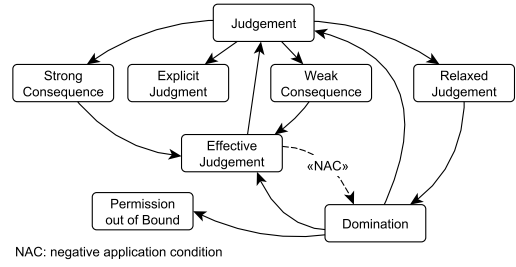 Judgement
Strong
Consequence
Explicit
Judgment
Weak
Consequence
Relaxed
Judgement
Effective
Judgement
«NAC»
Permission
out of Bound
Domination
NAC: negative application condition